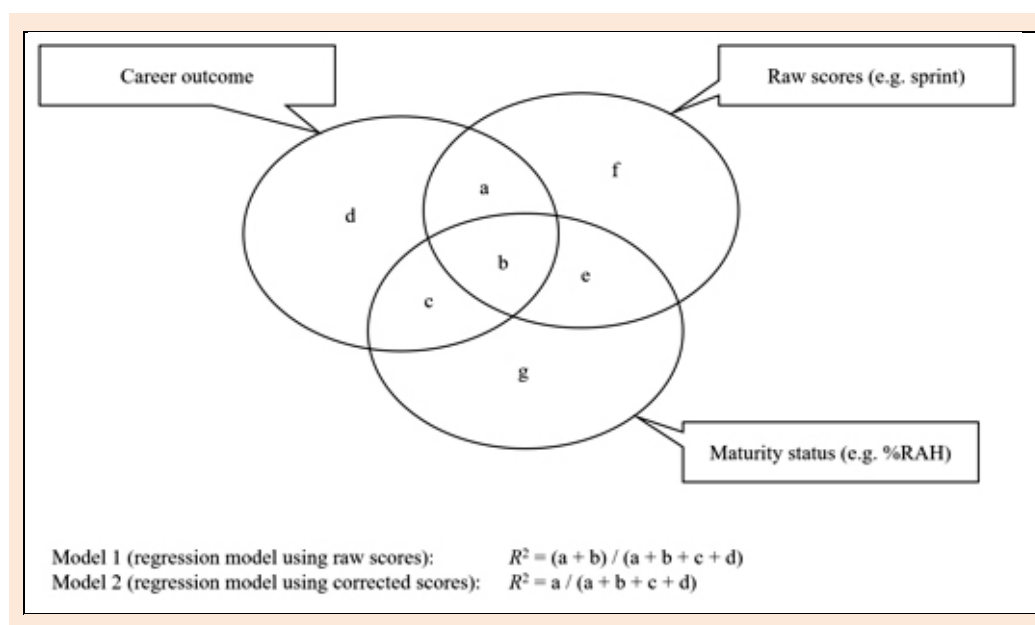 Career outcome
Raw scores (e.g. sprint)
f
a
d
b
e
c
g
Maturity status (e.g. %RAH)
Model 1 (regression model using raw scores): R² = (a + b) / (a + b + c + d)
Model 2 (regression model using corrected scores): R² = a / (a + b + c + d)